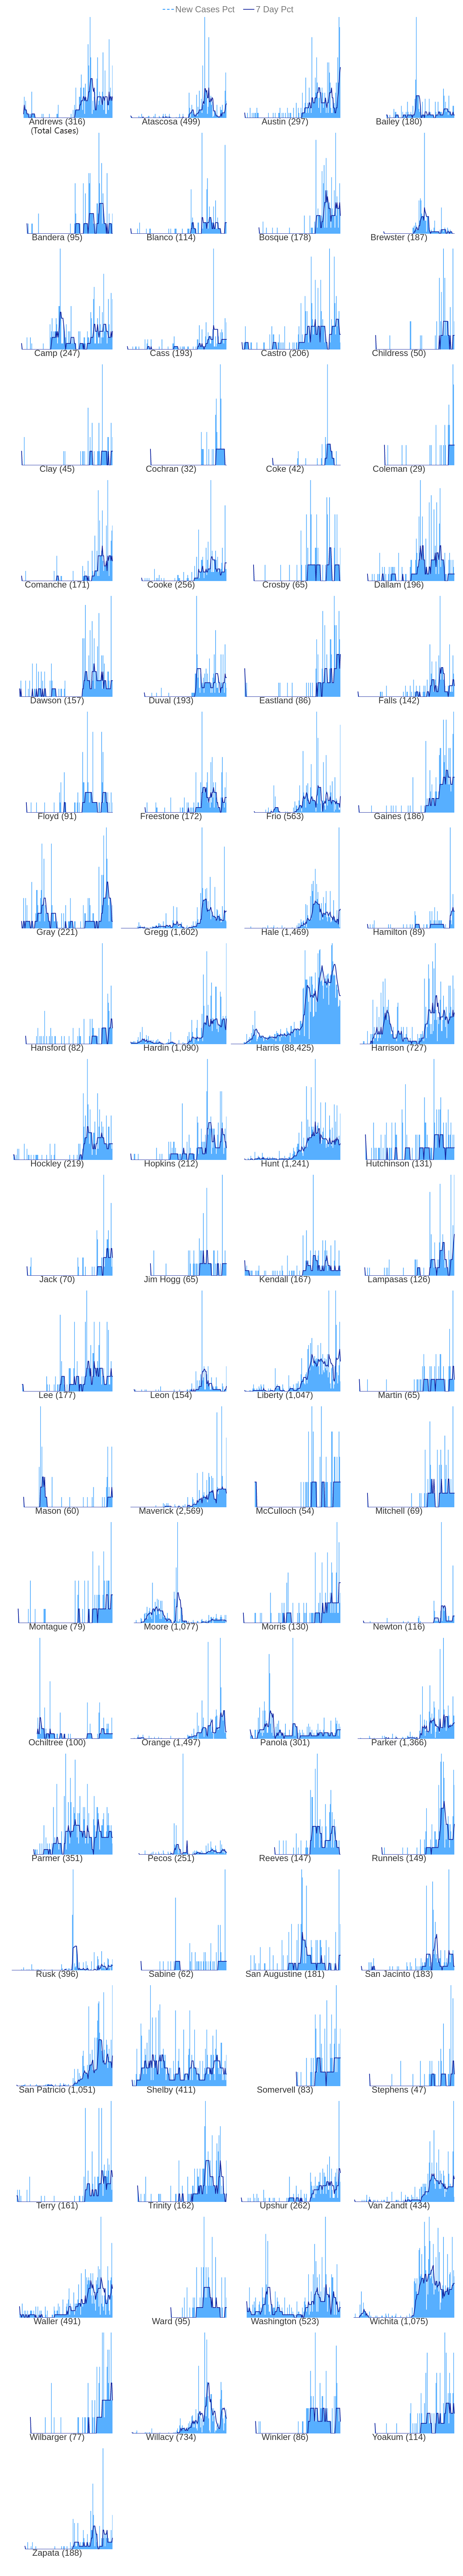 New Cases Pct 7 Day Pct
Andrews (316) Atascosa (499) Austin (297) Bailey (180)
(Total Cases)
Bandera (95) Blanco (114) Bosque (178) Brewster (187)
Camp (247) Cass (193) Castro (206) Childress (50)
Clay (45) Cochran (32) Coke (42) Coleman (29)
Comanche (171) Cooke (256) Crosby (65) Dallam (196)
Dawson (157) Duval (193) Eastland (86) Falls (142)
Floyd (91) Freestone (172) Frio (563) Gaines (186)
Gray (221) Gregg (1,602) Hale (1,469) Hamilton (89)
Hansford (82) Hardin (1,090) Harris (88,425) Harrison (727)
Hockley (219) Hopkins (212) Hunt (1,241) Hutchinson (131)
Jack (70) Jim Hogg (65) Kendall (167) Lampasas (126)
Lee (177) Leon (154) Liberty (1,047) Martin (65)
Mason (60) Maverick (2,569) McCulloch (54) Mitchell (69)
Montague (79) Moore (1,077) Morris (130) Newton (116)
Ochiltree (100) Orange (1,497) Panola (301) Parker (1,366)
Parmer (351) Pecos (251) Reeves (147) Runnels (149)
Rusk (396) Sabine (62) San Augustine (181) San Jacinto (183)
San Patricio (1,051) Shelby (411) Somervell (83) Stephens (47)
Terry (161) Trinity (162) Upshur (262) Van Zandt (434)
Waller (491) Ward (95) Washington (523) Wichita (1,075)
Wilbarger (77) Willacy (734) Winkler (86) Yoakum (114)
Zapata (188)